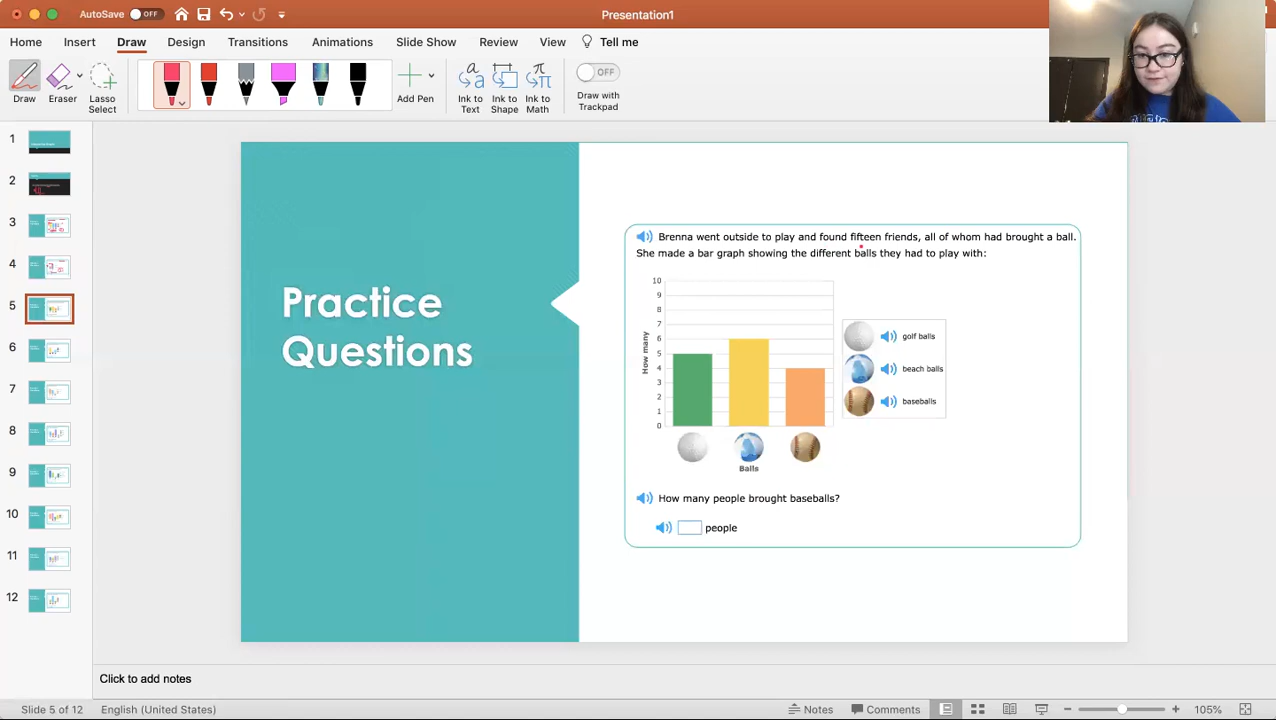 AutoSave OFF
Presentation1
Home Insert Draw Design Transitions Animations Slide Show Review View Tell me
OFF
Draw Eraser Lasso Select Add Pen Ink to Text Ink to Shape Ink to Math Draw with Trackpad
1
2
3
4
5
6
7
8
9
10
11
12
Practice
Questions
Brenna went outside to play and found fifteen friends, all of whom had brought a ball.
She made a bar graph showing the different balls they had to play with:
How many
10
9
8
7
6
5
4
3
2
1
0
Balls
golf balls
beach balls
baseballs
How many people brought baseballs?
people
Click to add notes
Slide 5 of 12 English (United States) Notes Comments 105%